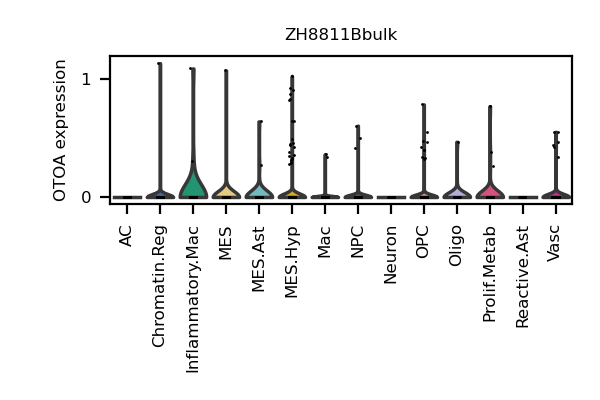 ZH8811Bbulk
OTOA expression
1
0
AC
Chromatin.Reg
Inflammatory.Mac
MES
MES.Ast
MES.Hyp
Mac
NPC
Neuron
OPC
Oligo
Prolif.Metab
Reactive.Ast
Vasc